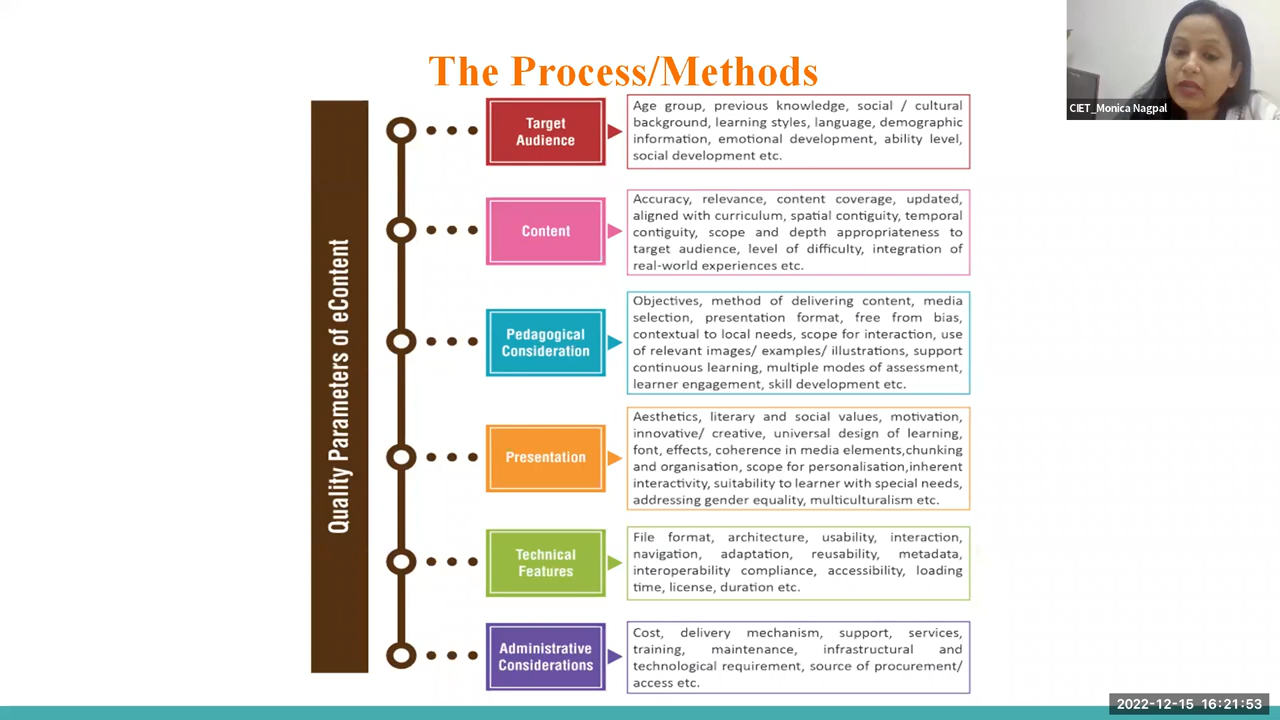 The Process/Methods
CIET_Monica Nagpal
Quality Parameters of eContent
Target
Audience
Age group, previous knowledge, social / cultural
background, learning styles, language, demographic
information, emotional development, ability level,
social development etc.
Content
Accuracy, relevance, content coverage, updated,
aligned with curriculum, spatial contiguity, temporal
contiguity, scope and depth appropriateness to
target audience, level of difficulty, integration of
real-world experiences etc.
Pedagogical
Consideration
Objectives, method of delivering content, media
selection, presentation format, free from bias,
contextual to local needs, scope for interaction, use
of relevant images/ examples/ illustrations, support
continuous learning, multiple modes of assessment,
learner engagement, skill development etc.
Presentation
Aesthetics, literary and social values, motivation,
innovative/ creative, universal design of learning,
font, effects, coherence in media elements,chunking
and organisation, scope for personalisation,inherent
interactivity, suitability to learner with special needs,
addressing gender equality, multiculturalism etc.
Technical
Features
File format, architecture, usability, interaction,
navigation, adaptation, reusability, metadata,
interoperability compliance, accessibility, loading
time, license, duration etc.
Administrative
Considerations
Cost, delivery mechanism, support, services,
training, maintenance, infrastructural and
technological requirement, source of procurement/
access etc.
2022-12-15 16:21:53